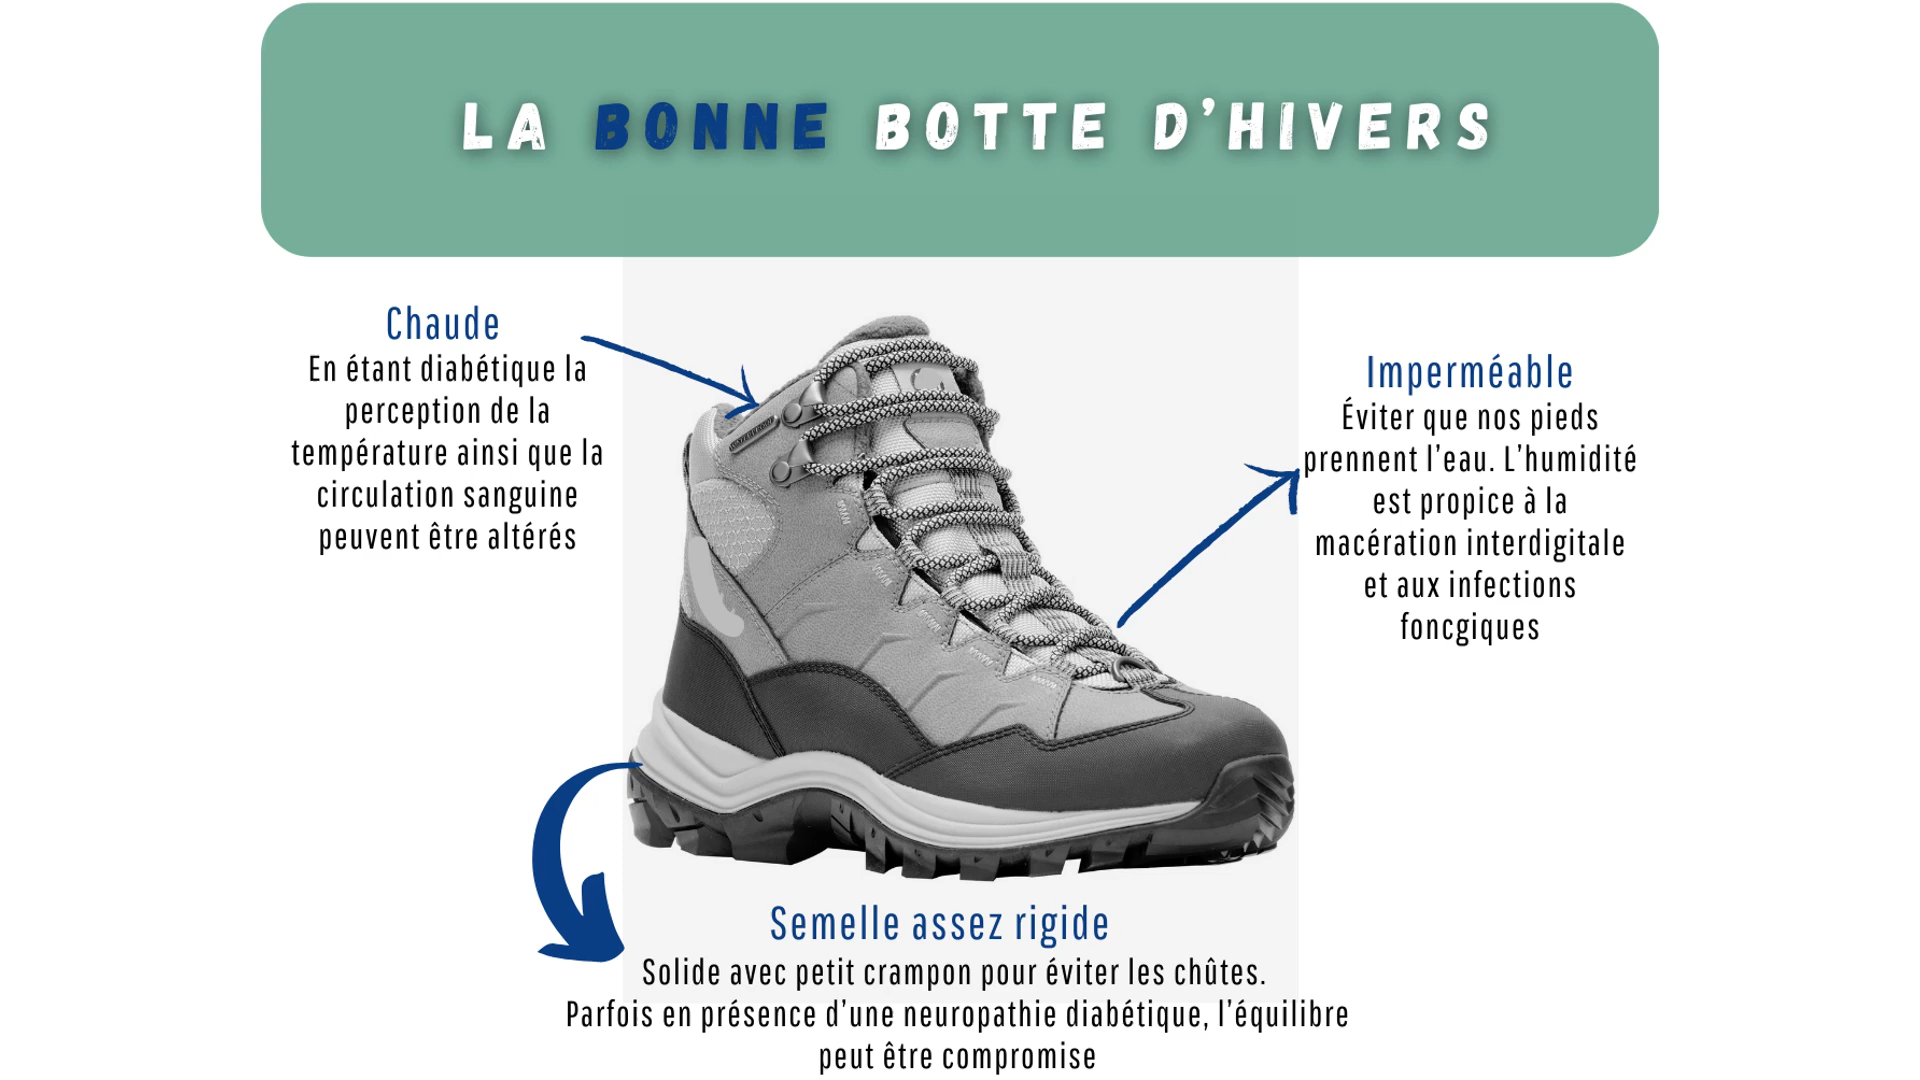 LA BONNE BOTTE D'HIVERS
Chaude
En étant diabétique la
perception de la
température ainsi que la
circulation sanguine
peuvent être altérés
Imperméable
Éviter que nos pieds
prennent l'eau. L'humidité
est propice à la
macération interdigitale
et aux infections
foncgiques
Semelle assez rigide
Solide avec petit crampon pour éviter les chûtes.
Parfois en présence d'une neuropathie diabétique, l'équilibre
peut être compromise